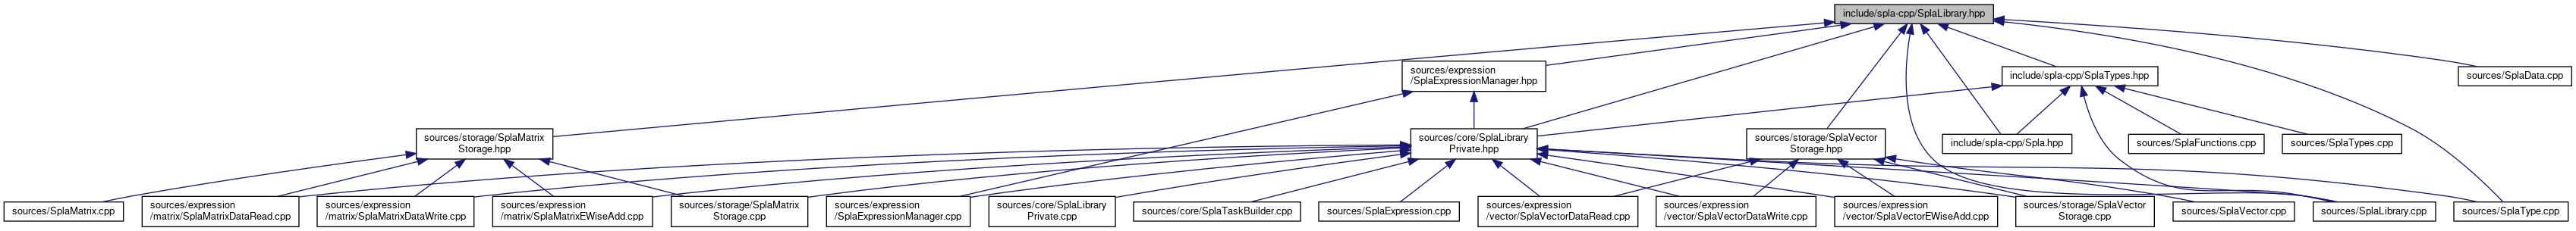 include/spla-cpp/SplaLibrary.hpp
sources/expression
/SplaExpressionManager.hpp
include/spla-cpp/SplaTypes.hpp
sources/SplaData.cpp
sources/storage/SplaMatrix
Storage.hpp
sources/core/SplaLibrary
Private.hpp
sources/storage/SplaVector
Storage.hpp
include/spla-cpp/Spla.hpp
sources/SplaFunctions.cpp
sources/SplaTypes.cpp
sources/SplaMatrix.cpp
sources/expression
/matrix/SplaMatrixDataRead.cpp
sources/expression
/matrix/SplaMatrixDataWrite.cpp
sources/expression
/matrix/SplaMatrixEWiseAdd.cpp
sources/storage/SplaMatrix
Storage.cpp
sources/expression
/SplaExpressionManager.cpp
sources/core/SplaLibrary
Private.cpp
sources/core/SplaTaskBuilder.cpp
sources/SplaExpression.cpp
sources/expression
/vector/SplaVectorDataRead.cpp
sources/expression
/vector/SplaVectorDataWrite.cpp
sources/expression
/vector/SplaVectorEWiseAdd.cpp
sources/storage/SplaVector
Storage.cpp
sources/SplaVector.cpp
sources/SplaLibrary.cpp
sources/SplaType.cpp